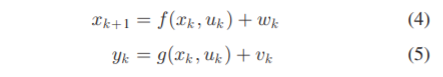 x_{k+1} = f(x_k, u_k) + w_k (4)
y_k = g(x_k, u_k) + v_k (5)